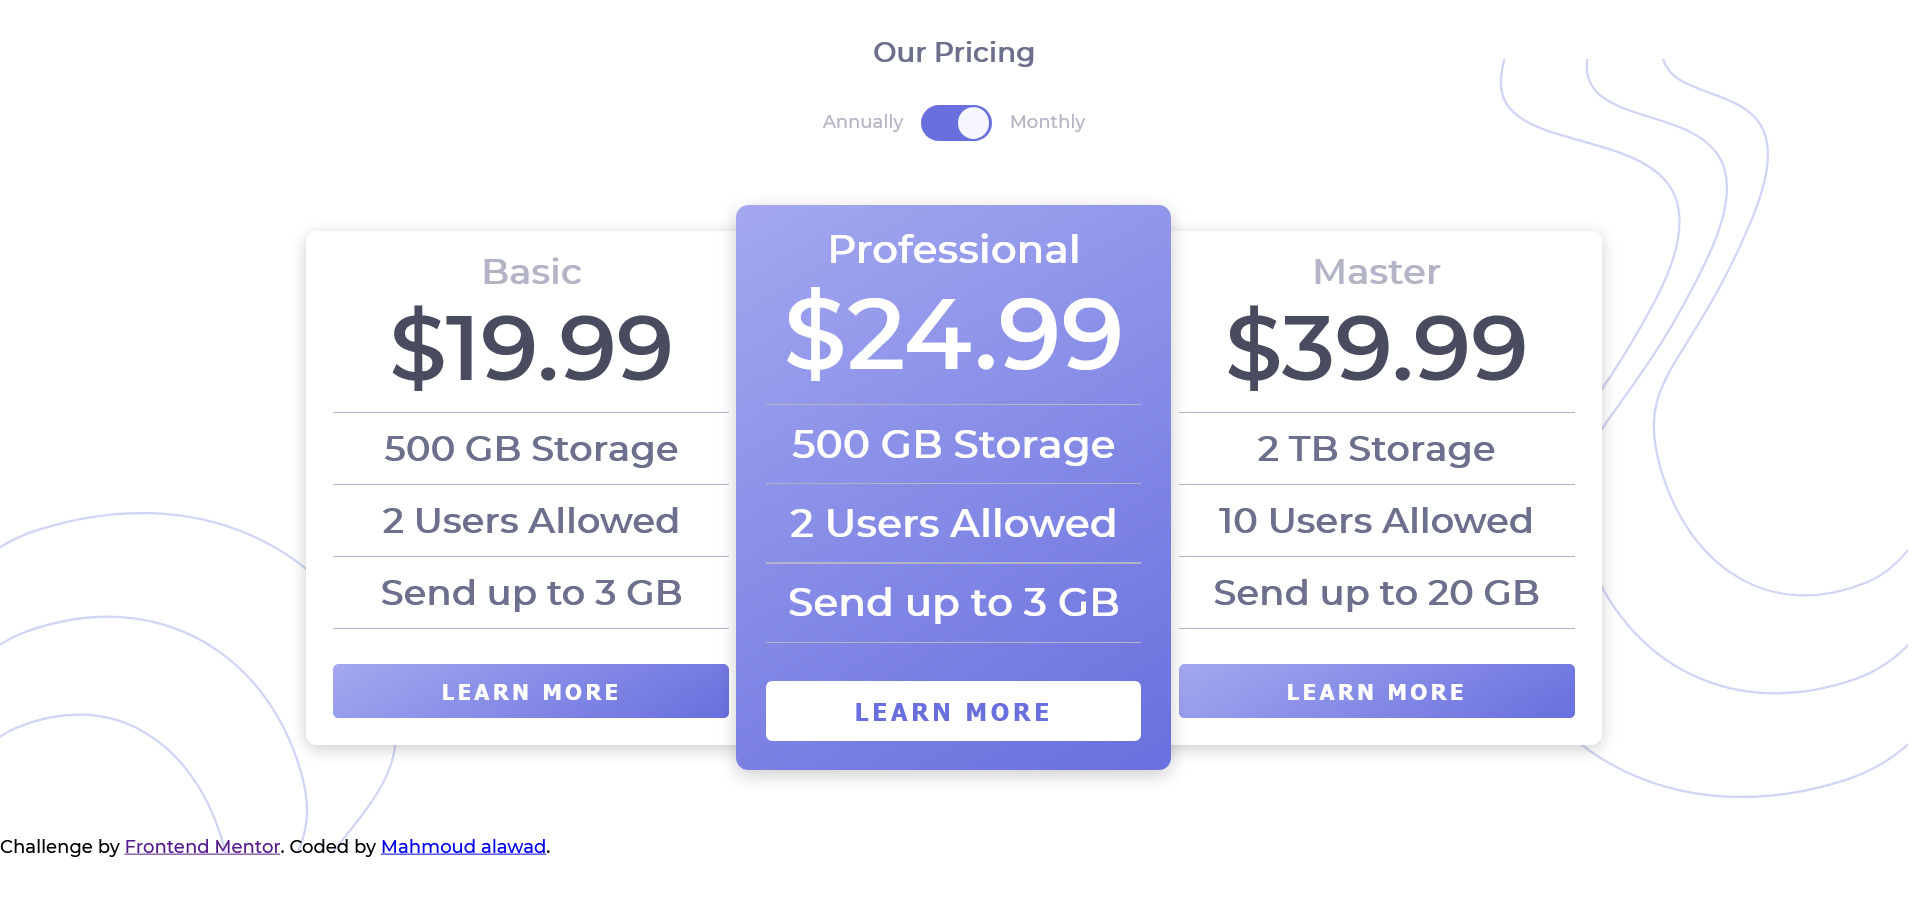 Our Pricing
Annually Monthly
Basic
$19.99
500 GB Storage
2 Users Allowed
Send up to 3 GB
LEARN MORE
Professional
$24.99
500 GB Storage
2 Users Allowed
Send up to 3 GB
LEARN MORE
Master
$39.99
2 TB Storage
10 Users Allowed
Send up to 20 GB
LEARN MORE
Challenge by Frontend Mentor. Coded by Mahmoud alawad.